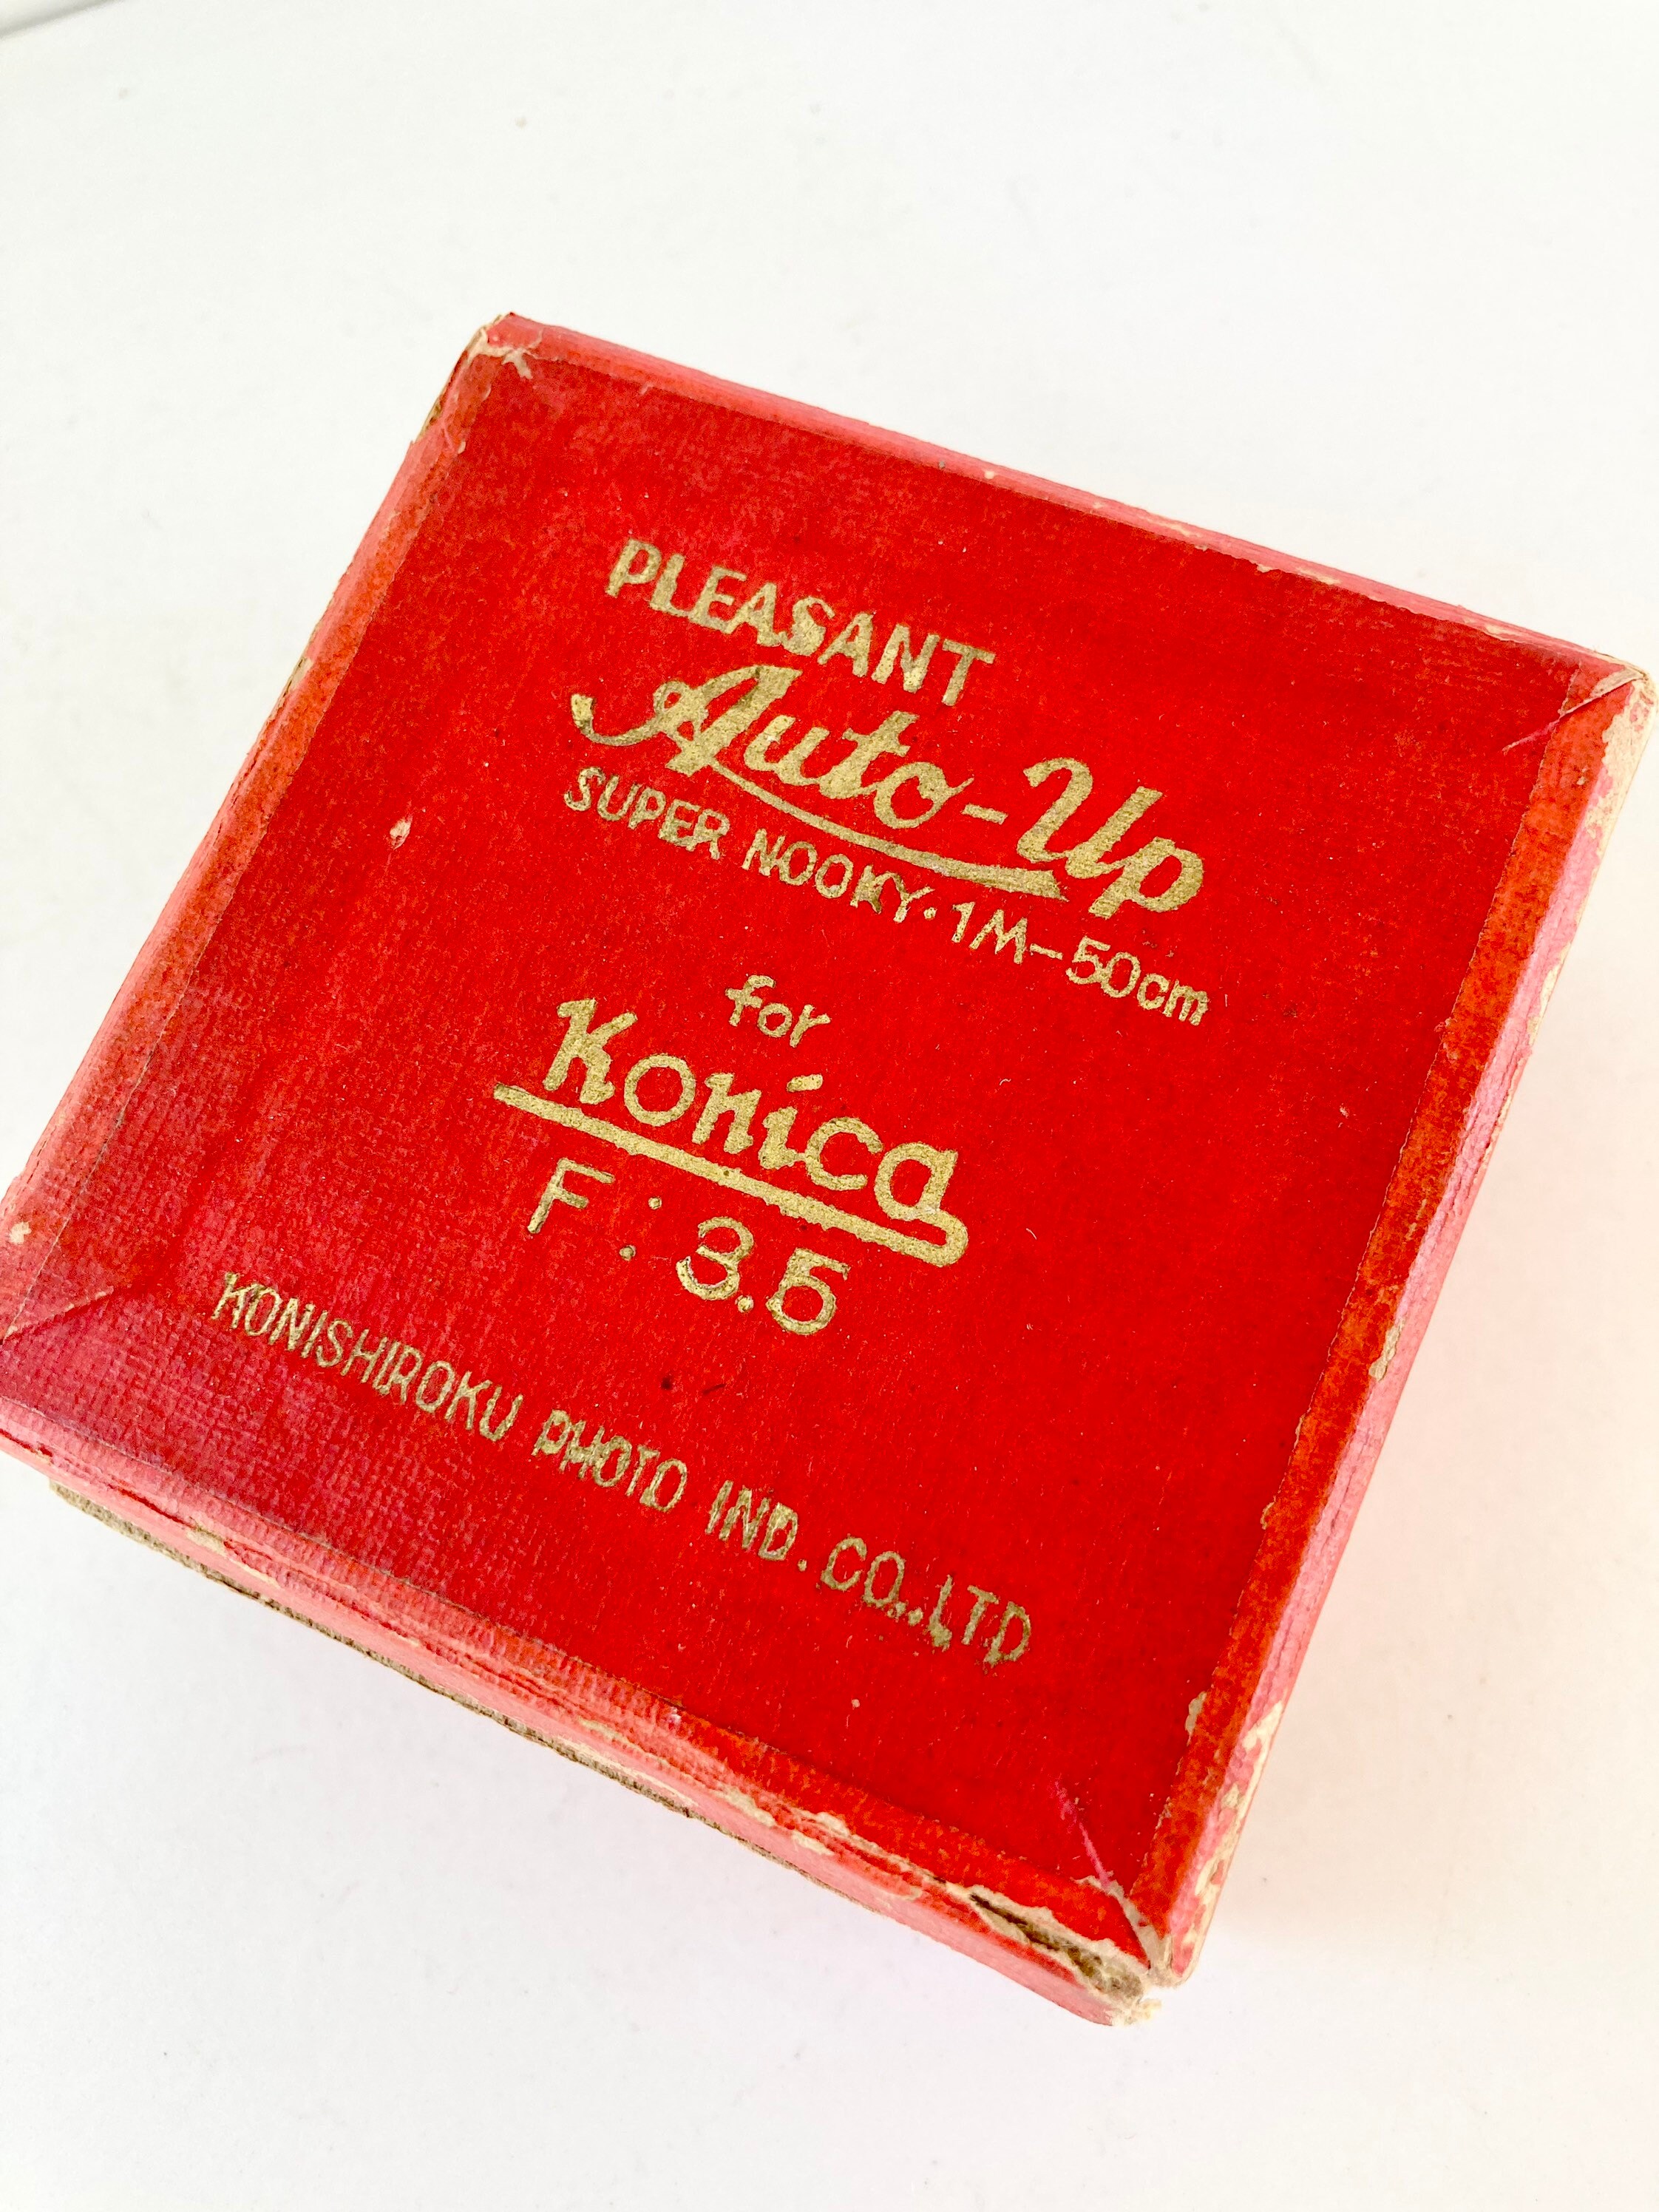 PLEASANT
Auto-Up
SUPER NOOKY·1M-50cm
for
Konica
F:3.5
KONISHIROKU PHOTO IND. CO.,LTD